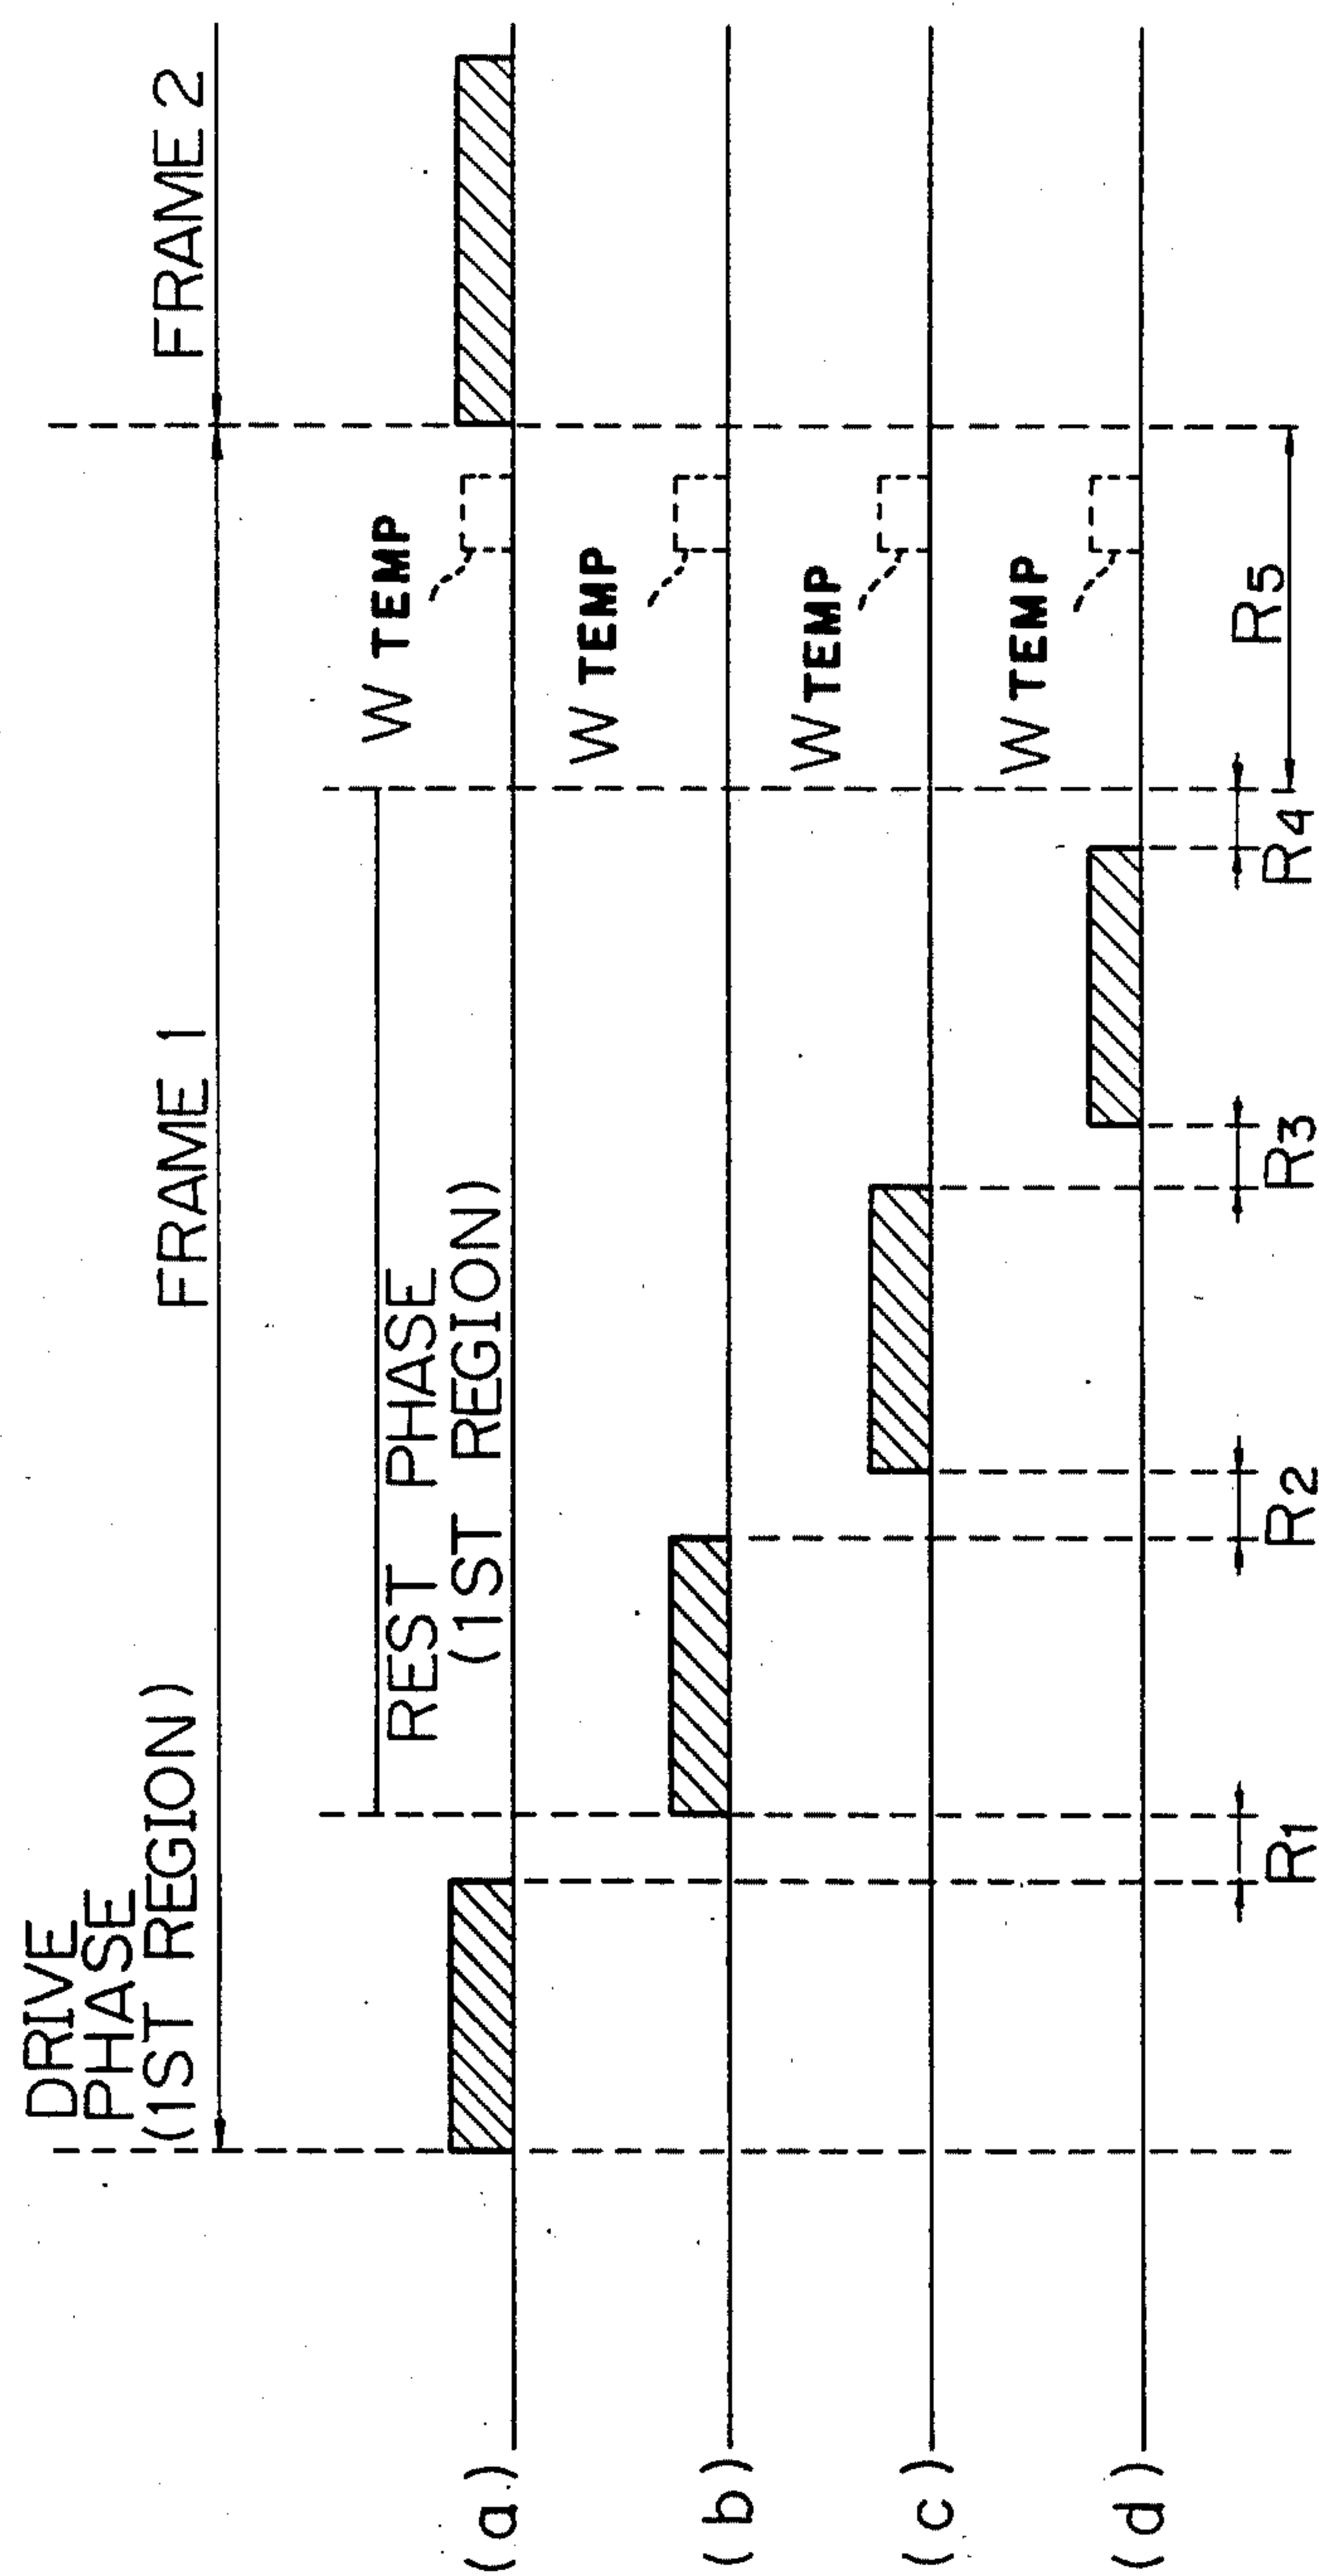 DRIVE
PHASE
(1ST REGION)
FRAME 1
FRAME 2
REST PHASE
(1ST REGION)
W TEMP
(a)
W TEMP
(b)
W TEMP
(c)
W TEMP
(d)
R1
R2
R3
R4
R5